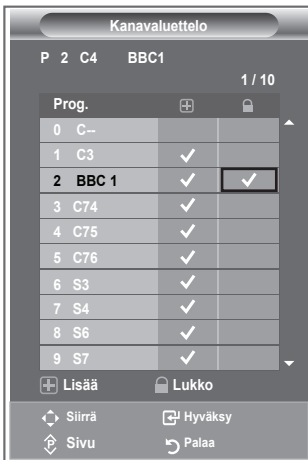 Kanavaluettelo
P 2 C4 BBC1
1 / 10
Prog.
0 C--
1 C3
2 BBC 1
3 C74
4 C75
5 C76
6 S3
7 S4
8 S6
9 S7
Lisää Lukko
Siirrä Hyväksy
Sivu Palaa